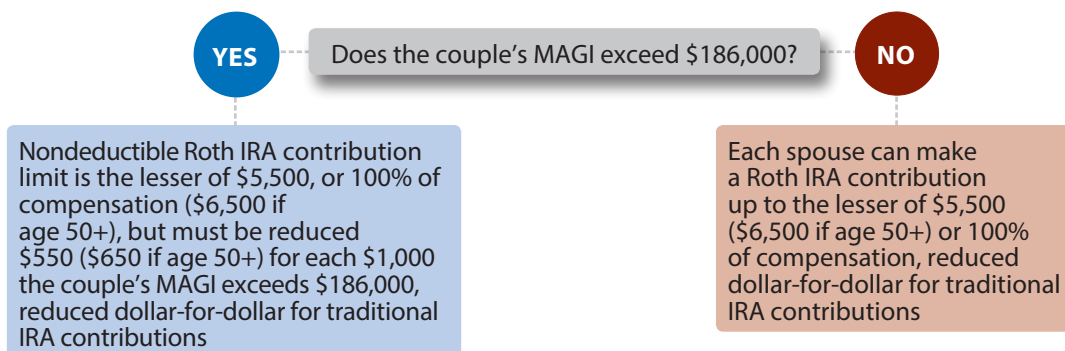 YES
Does the couple's MAGI exceed $186,000?
NO
Nondeductible Roth IRA contribution
limit is the lesser of $5,500, or 100% of
compensation ($6,500 if
age 50+), but must be reduced
$550 ($650 if age 50+) for each $1,000
the couple's MAGI exceeds $186,000,
reduced dollar-for-dollar for traditional
IRA contributions
Each spouse can make
a Roth IRA contribution
up to the lesser of $5,500
($6,500 if age 50+) or 100%
of compensation, reduced
dollar-for-dollar for traditional
IRA contributions